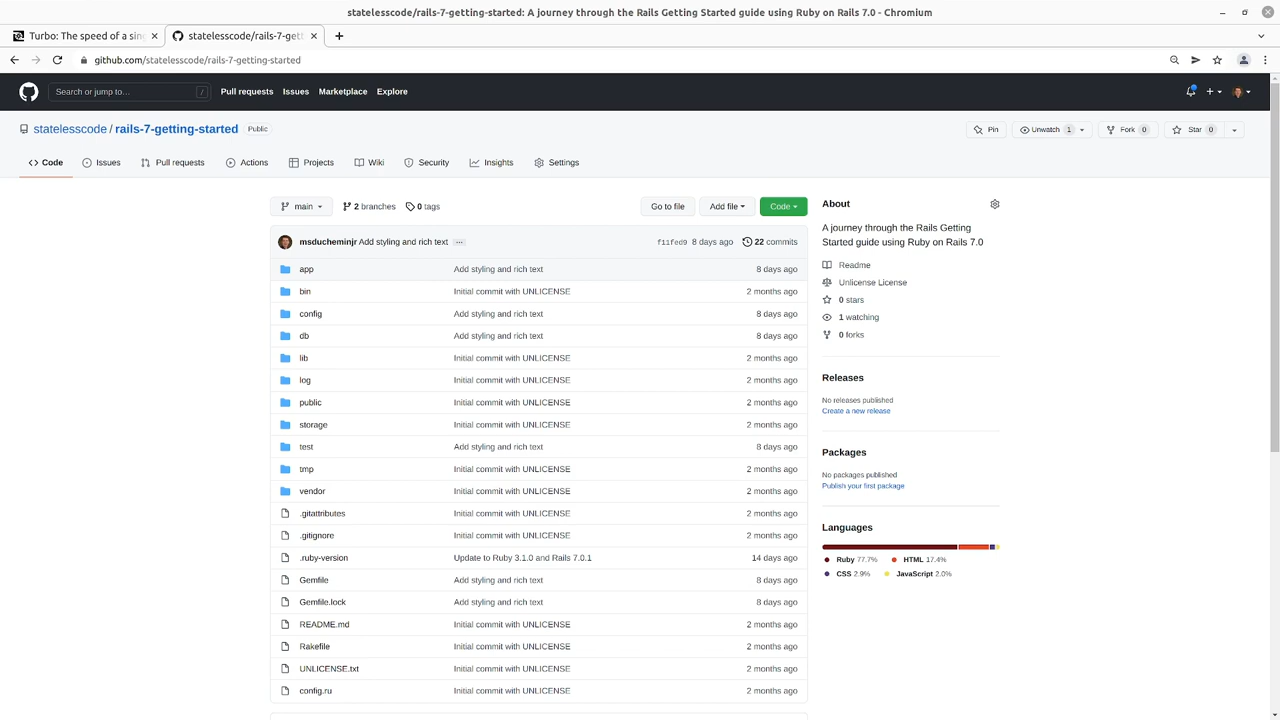 statelesscode/rails-7-getting-started: A journey through the Rails Getting Started guide using Ruby on Rails 7.0 - Chromium
Turbo: The speed of a sing
statelesscode/rails-7-gett
github.com/statelesscode/rails-7-getting-started
Search or jump to… /
Pull requests Issues Marketplace Explore
statelesscode / rails-7-getting-started Public
Pin Unwatch 1 Fork 0 Star 0
Code Issues Pull requests Actions Projects Wiki Security Insights Settings
main 2 branches 0 tags Go to file Add file Code
msducheminjr Add styling and rich text ... f11fed9 8 days ago 22 commits
app Add styling and rich text 8 days ago
bin Initial commit with UNLICENSE 2 months ago
config Add styling and rich text 8 days ago
db Add styling and rich text 8 days ago
lib Initial commit with UNLICENSE 2 months ago
log Initial commit with UNLICENSE 2 months ago
public Initial commit with UNLICENSE 2 months ago
storage Initial commit with UNLICENSE 2 months ago
test Add styling and rich text 8 days ago
tmp Initial commit with UNLICENSE 2 months ago
vendor Initial commit with UNLICENSE 2 months ago
.gitattributes Initial commit with UNLICENSE 2 months ago
.gitignore Initial commit with UNLICENSE 2 months ago
.ruby-version Update to Ruby 3.1.0 and Rails 7.0.1 14 days ago
Gemfile Add styling and rich text 8 days ago
Gemfile.lock Add styling and rich text 8 days ago
README.md Initial commit with UNLICENSE 2 months ago
Rakefile Initial commit with UNLICENSE 2 months ago
UNLICENSE.txt Initial commit with UNLICENSE 2 months ago
config.ru Initial commit with UNLICENSE 2 months ago
About
A journey through the Rails Getting
Started guide using Ruby on Rails 7.0
Readme
Unlicense License
0 stars
1 watching
0 forks
Releases
No releases published
Create a new release
Packages
No packages published
Publish your first package
Languages
Ruby 77.7% HTML 17.4%
CSS 2.9% JavaScript 2.0%